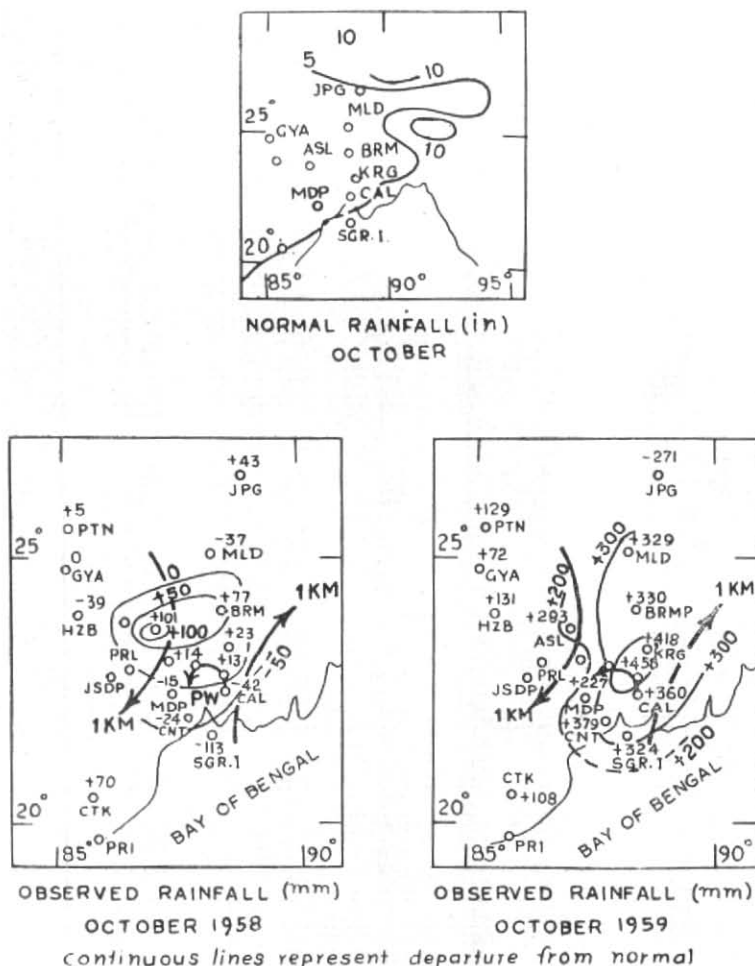 10
5
10
JPG
MLD
25°
GYA
ASL
BRM
10
KRG
MDP
CAL
SGR.I.
20°
85°
90°
95°
NORMAL RAINFALL (in)
OCTOBER
+43
JPG
+5
PTN
25°
0
GYA
-37
MLD
0
+50
-39
HZB
+77
BRM
1KM
+101
+100
+23
PRL
+14
+13
-50
JSDP
-15
PW
-42
CAL
1KM
MDP
-24
CNT
-113
SGR.I
+70
CTK
20°
BAY OF BENGAL
PRI
85°
90°
OBSERVED RAINFALL (mm)
OCTOBER 1958
-271
JPG
+129
PTN
+300
+329
MLD
25°
+72
GYA
+200
+131
HZB
+330
BRMP
1KM
+293
ASL
+418
KRG
+300
PRL
+456
JSDP
+227
+360
CAL
1KM
MDP
+379
CNT
+324
SGR.I
+200
CTK
+108
20°
BAY OF BENGAL
PRI
85°
90°
OBSERVED RAINFALL (mm)
OCTOBER 1959
continuous lines represent departure from normal